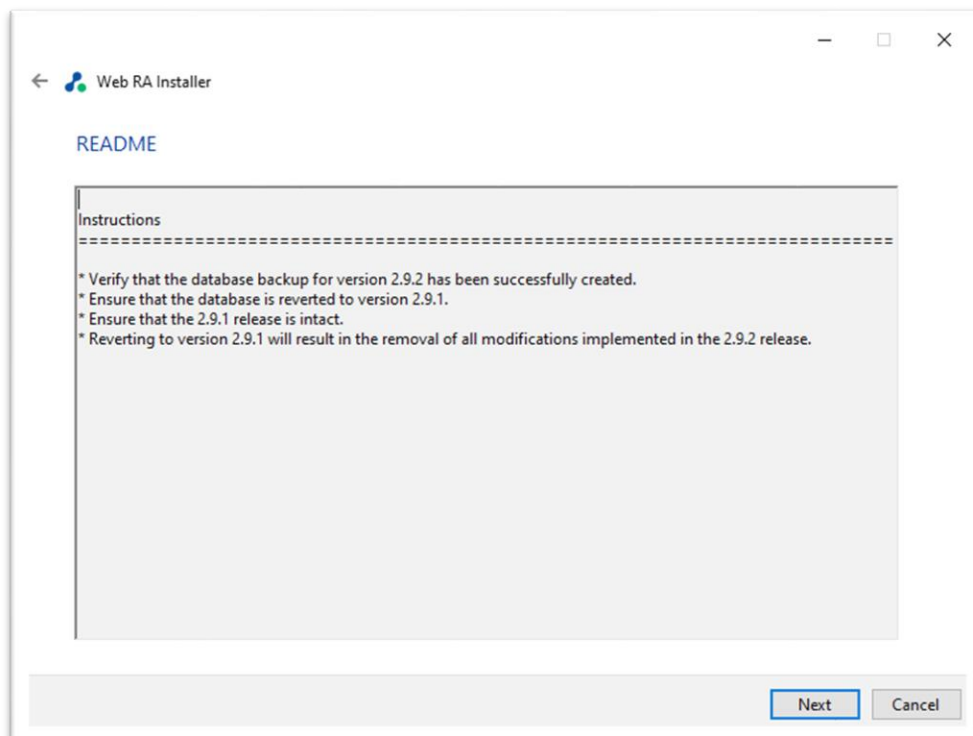 Web RA Installer
README
Instructions
==============================================================================
* Verify that the database backup for version 2.9.2 has been successfully created.
* Ensure that the database is reverted to version 2.9.1.
* Ensure that the 2.9.1 release is intact.
* Reverting to version 2.9.1 will result in the removal of all modifications implemented in the 2.9.2 release.
Next Cancel